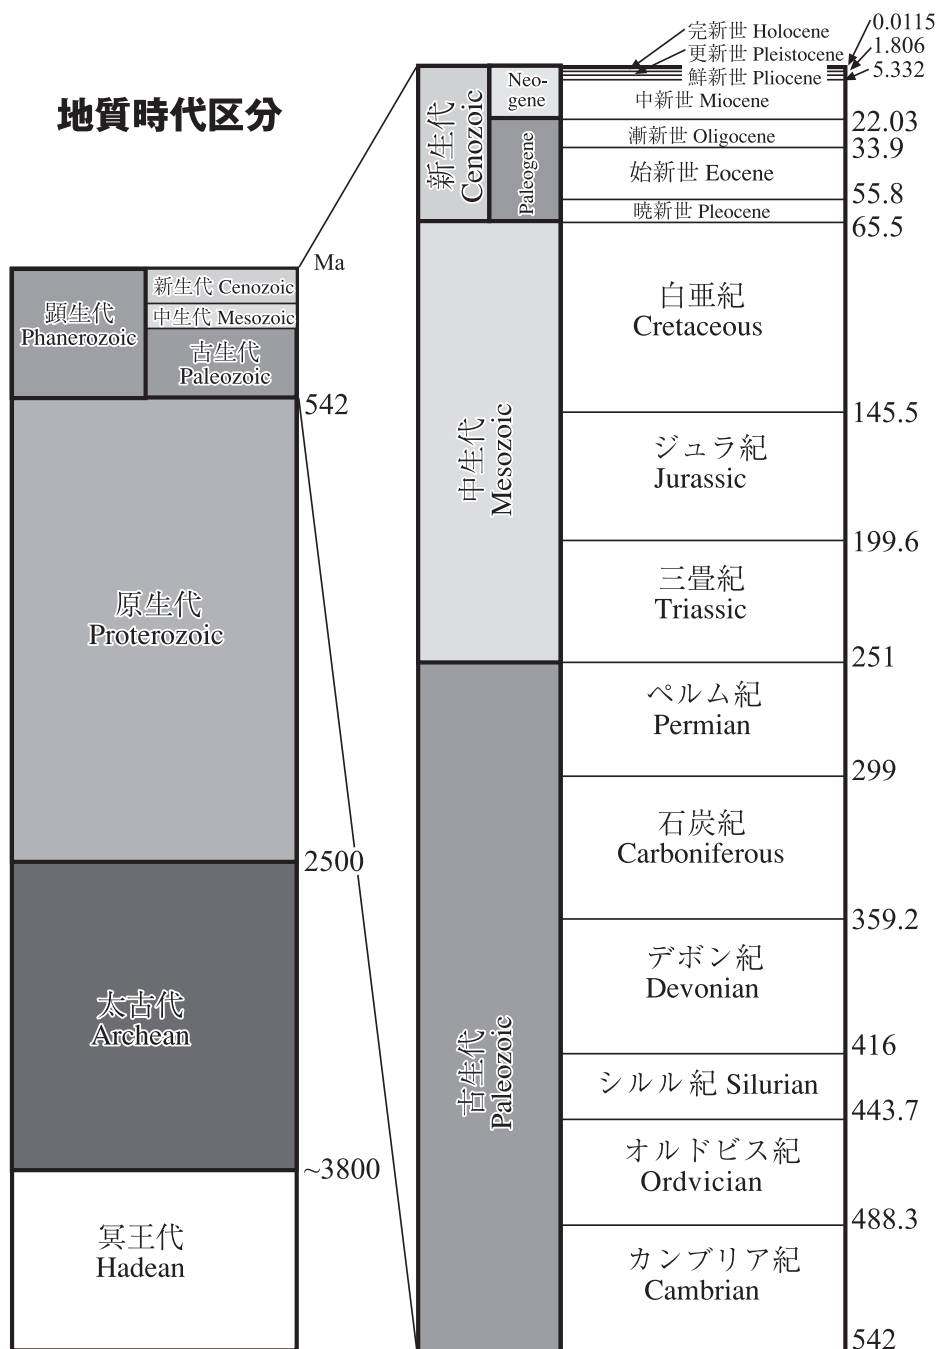 地質時代区分
Ma
顕生代
Phanerozoic
新生代 Cenozoic
中生代 Mesozoic
古生代
Paleozoic
542
原生代
Proterozoic
2500
太古代
Archean
~3800
冥王代
Hadean
新生代
Cenozoic
Neo-
gene
Paleogene
中生代
Mesozoic
古生代
Paleozoic
完新世 Holocene
0.0115
更新世 Pleistocene
1.806
鮮新世 Pliocene
5.332
中新世 Miocene
22.03
漸新世 Oligocene
33.9
始新世 Eocene
55.8
暁新世 Pleocene
65.5
白亜紀
Cretaceous
145.5
ジュラ紀
Jurassic
199.6
三畳紀
Triassic
251
ペルム紀
Permian
299
石炭紀
Carboniferous
359.2
デボン紀
Devonian
416
シルル紀 Silurian
443.7
オルドビス紀
Ordvician
488.3
カンブリア紀
Cambrian
542